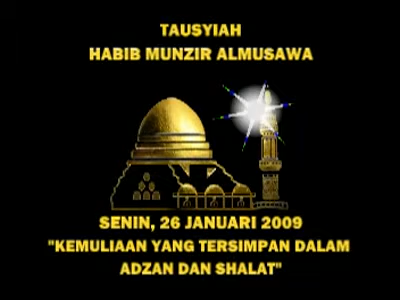 TAUSYIAH
HABIB MUNZIR ALMUSAWA
SENIN, 26 JANUARI 2009
"KEMULIAAN YANG TERSIMPAN DALAM
ADZAN DAN SHALAT"